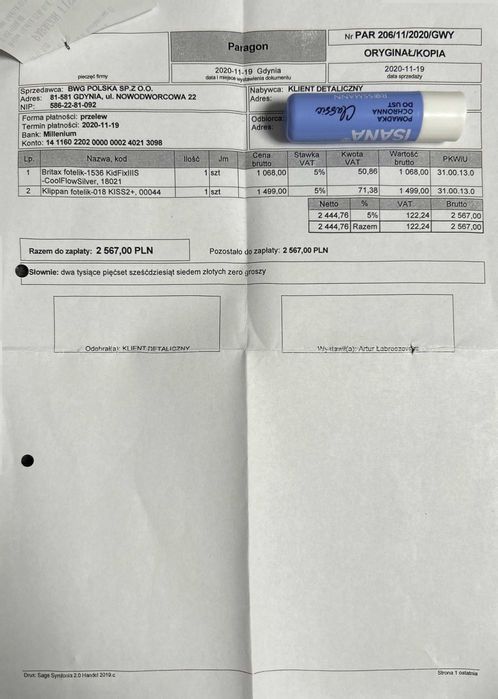 Nr PAR 206/11/2020/GWY
Paragon
ORYGINAŁ/KOPIA
2020-11-19 Gdynia
2020-11-19
pieczęć firmy
data i miejsce wystawienia dokumentu
data sprzedaży
Sprzedawca: BWG POLSKA SP.Z O.O.
Adres: 81-581 GDYNIA, ul. NOWODWORCOWA 22
NIP: 586-22-81-092
Nabywca: KLIENT DETALICZNY
Adres:
Forma płatności: przelew
Termin płatności: 2020-11-19
Bank: Millenium
Konto: 14 1160 2202 0000 0002 4021 3098
Odbiorca:
Adres:
ISANA
POMADKA
OCHRONNA
DO UST
Classic
ROSSMANN
Lp. Nazwa, kod Ilość Jm Cena brutto Stawka VAT Kwota VAT Wartość brutto PKWiU
1 Britax fotelik-1536 KidFixIIIS 1 szt 1 068,00 5% 50,86 1 068,00 31.00.13.0
-CoolFlowSilver, 18021
2 Klippan fotelik-018 KISS2+, 00044 1 szt 1 499,00 5% 71,38 1 499,00 31.00.13.0
Netto % VAT Brutto
2 444,76 5% 122,24 2 567,00
2 444,76 Razem 122,24 2 567,00
Razem do zapłaty: 2 567,00 PLN
Pozostało do zapłaty: 2 567,00 PLN
Słownie: dwa tysiące pięćset sześćdziesiąt siedem złotych zero groszy
Odebrał(a): KLIENT DETALICZNY
Wystawił(a): Artur
Druk: Sage Symfonia 2.0 Handel 2019.c
Strona 1 ostatnia